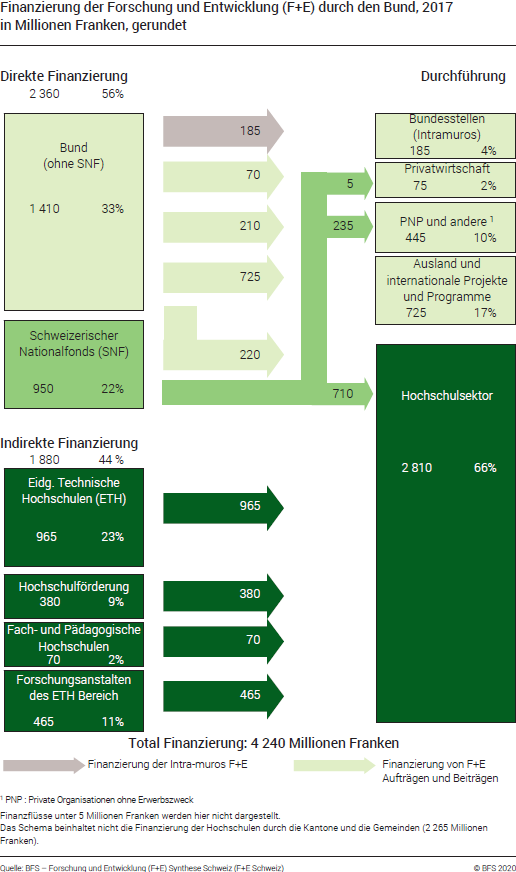 Finanzierung der Forschung und Entwicklung (F+E) durch den Bund, 2017
in Millionen Franken, gerundet
Direkte Finanzierung
2 360 56%
Durchführung
Bund
(ohne SNF)
1 410 33%
185
70
210
725
220
5
235
710
Bundesstellen
(Intramuros)
185 4%
Privatwirtschaft
75 2%
PNP und andere ¹
445 10%
Ausland und
internationale Projekte
und Programme
725 17%
Schweizerischer
Nationalfonds (SNF)
950 22%
Hochschulsektor
2 810 66%
Indirekte Finanzierung
1 880 44 %
Eidg. Technische
Hochschulen (ETH)
965 23%
965
Hochschulförderung
380 9%
380
Fach- und Pädagogische
Hochschulen
70 2%
70
Forschungsanstalten
des ETH Bereich
465 11%
465
Total Finanzierung: 4 240 Millionen Franken
Finanzierung der Intra-muros F+E
Finanzierung von F+E
Aufträgen und Beiträgen
¹ PNP : Private Organisationen ohne Erwerbszweck
Finanzflüsse unter 5 Millionen Franken werden hier nicht dargestellt.
Das Schema beinhaltet nicht die Finanzierung der Hochschulen durch die Kantone und die Gemeinden (2 265 Millionen
Franken).
Quelle: BFS – Forschung und Entwicklung (F+E) Synthese Schweiz (F+E Schweiz)
© BFS 2020